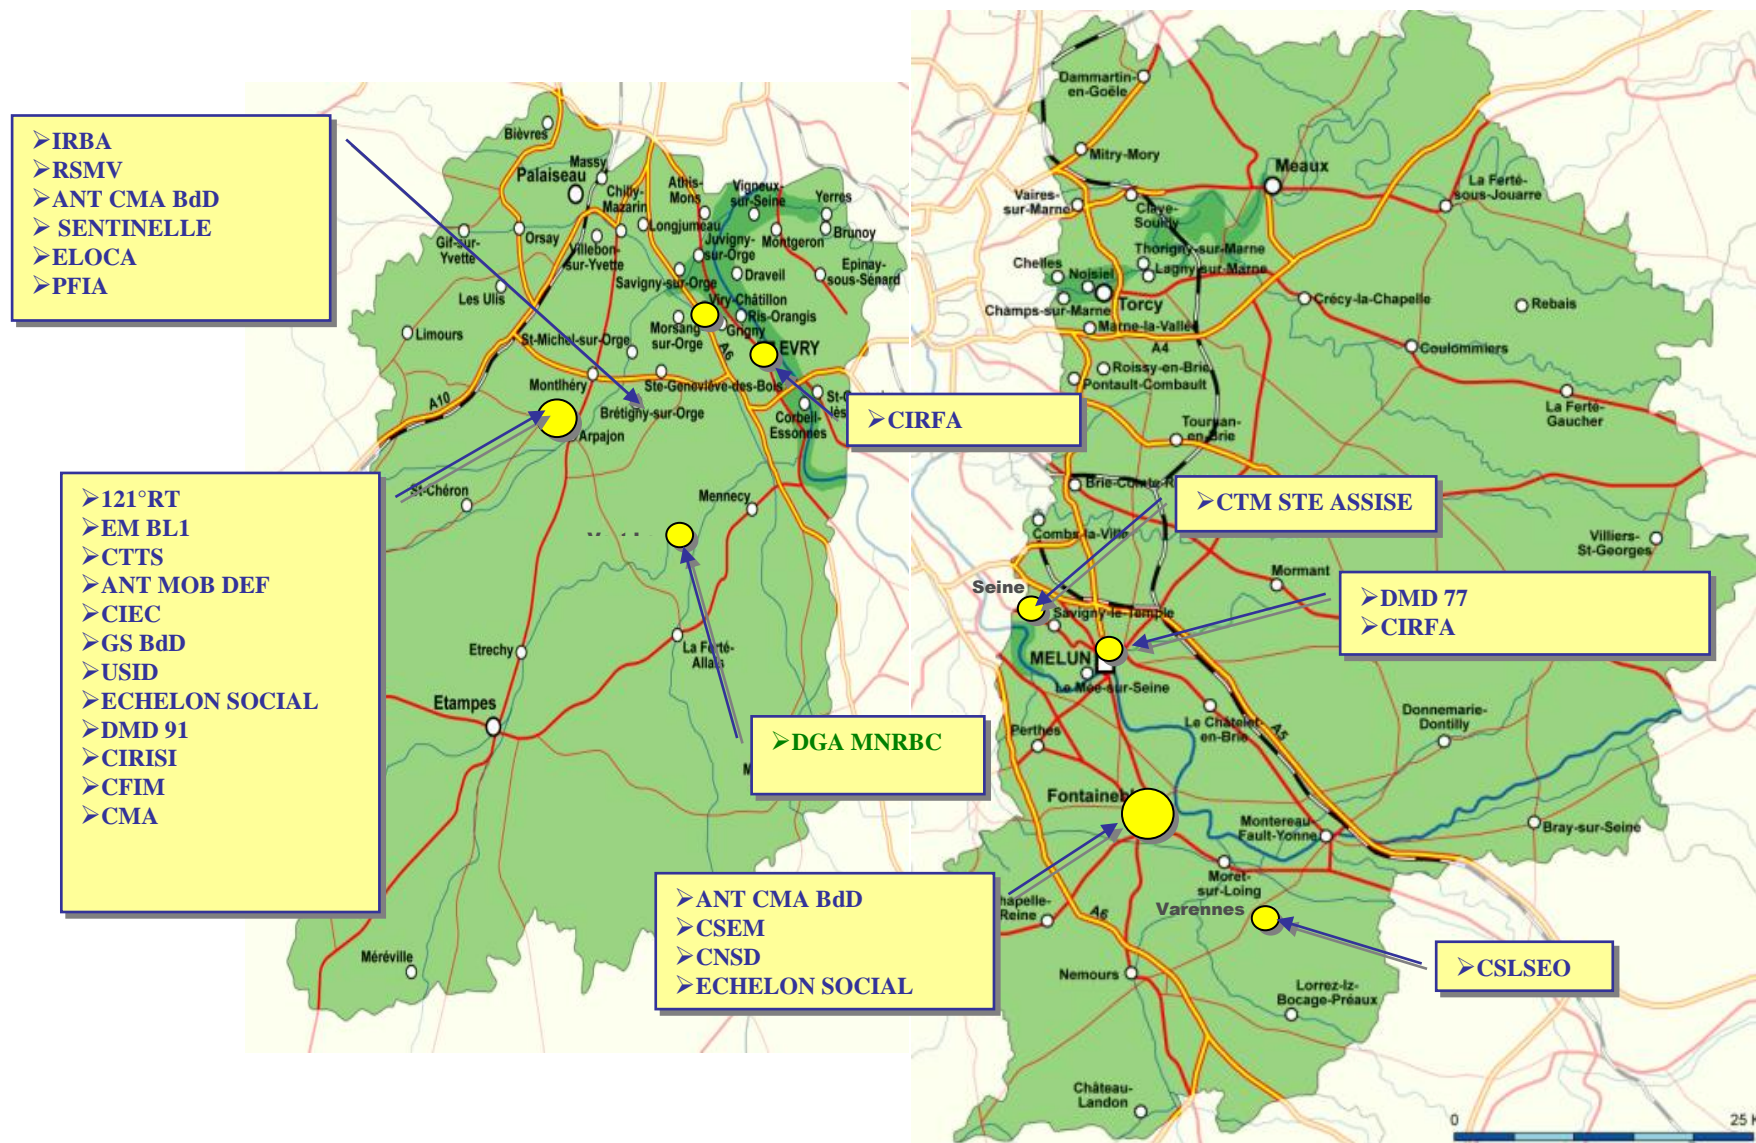 ➢IRBA
➢RSMV
➢ANT CMA BdD
➢ SENTINELLE
➢ELOCA
➢PFIA
➢121°RT
➢EM BL1
➢CTTS
➢ANT MOB DEF
➢CIEC
➢GS BdD
➢USID
➢ECHELON SOCIAL
➢DMD 91
➢CIRISI
➢CFIM
➢CMA
➢CIRFA
➢DGA MNRBC
➢ANT CMA BdD
➢CSEM
➢CNSD
➢ECHELON SOCIAL
➢CTM STE ASSISE
➢DMD 77
➢CIRFA
➢CSLSEO
Bièvres
Massy
Palaiseau
Chilly-
Mazarin
Athis-
Mons
Vigneux-
sur-Seine
Yerres
Brunoy
Longjumeau
Montgeron
Gif-sur-
Yvette
Orsay
Villebon-
sur-Yvette
Juvigny-
sur-Orge
Draveil
Epinay-
sous-Sénard
Savigny-sur-Orge
Les Ulis
Viry-Châtillon
Ris-Orangis
Grigny
Morsang-
sur-Orge
Limours
St-Michel-sur-Orge
A6
EVRY
Montlhéry
Ste-Geneviève-des-Bois
A10
Brétigny-sur-Orge
Corbeil-
Essonnes
Arpajon
St-Chéron
Mennecy
Etrechy
La Ferté-
Alais
Etampes
Méréville
Dammartin-
en-Goële
Mitry-Mory
Meaux
La Ferté-
sous-Jouarre
Vaires-
sur-Marne
Claye-
Souilly
Thorigny-sur-Marne
Chelles
Noisiel
Lagny-sur-Marne
Torcy
Champs-sur-Marne
Crécy-la-Chapelle
Rebais
Marne-la-Vallée
A4
Coulommiers
Roissy-en-Brie
Pontault-Combault
La Ferté-
Gaucher
Tournan-
en-Brie
Brie-Comte-R
Combs-la-Ville
Villiers-
St-Georges
Mormant
Seine
Savigny-le-Temple
MELUN
Le Mée-sur-Seine
Le Châtelet-
en-Brie
A5
Donnemarie-
Dontilly
Perthes
Fontaineb
Montereau-
Fault-Yonne
Bray-sur-Seine
Moret-
sur-Loing
hapelle-
Reine
A6
Varennes
Nemours
Lorrez-lz-
Bocage-Préaux
Château-
Landon
0
25